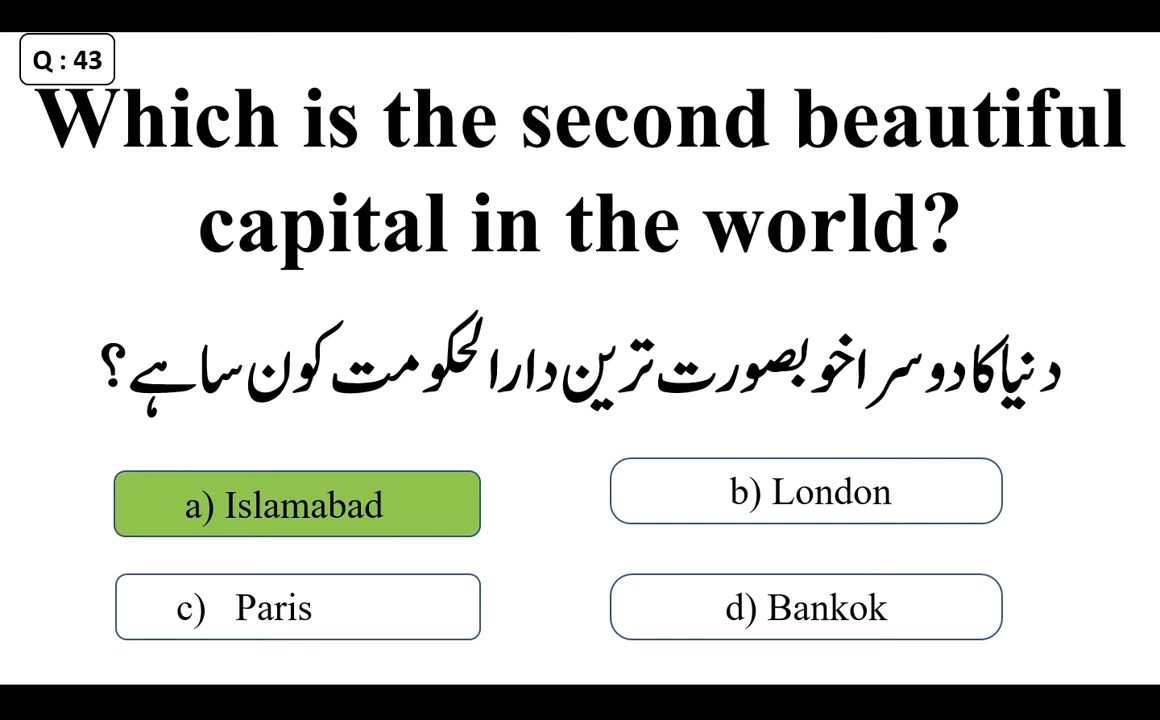 Q : 43
Which is the second beautiful
capital in the world?
دنیا کا دوسرا خوبصورت ترین دارالحکومت کون سا ہے؟
a) Islamabad
b) London
c) Paris
d) Bankok